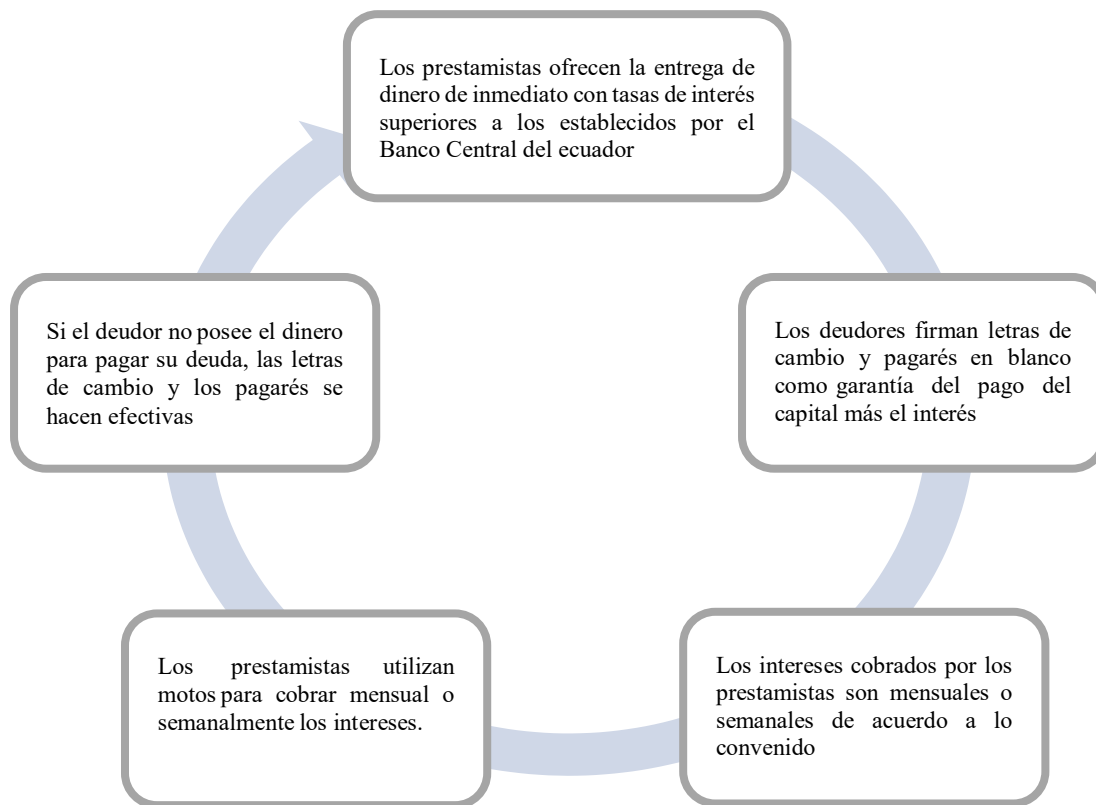 Los prestamistas ofrecen la entrega de
dinero de inmediato con tasas de interés
superiores a los establecidos por el
Banco Central del ecuador
Los deudores firman letras de
cambio y pagarés en blanco
como garantía del pago del
capital más el interés
Los intereses cobrados por los
prestamistas son mensuales o
semanales de acuerdo a lo
convenido
Los prestamistas utilizan
motos para cobrar mensual o
semanalmente los intereses.
Si el deudor no posee el dinero
para pagar su deuda, las letras
de cambio y los pagarés se
hacen efectivas